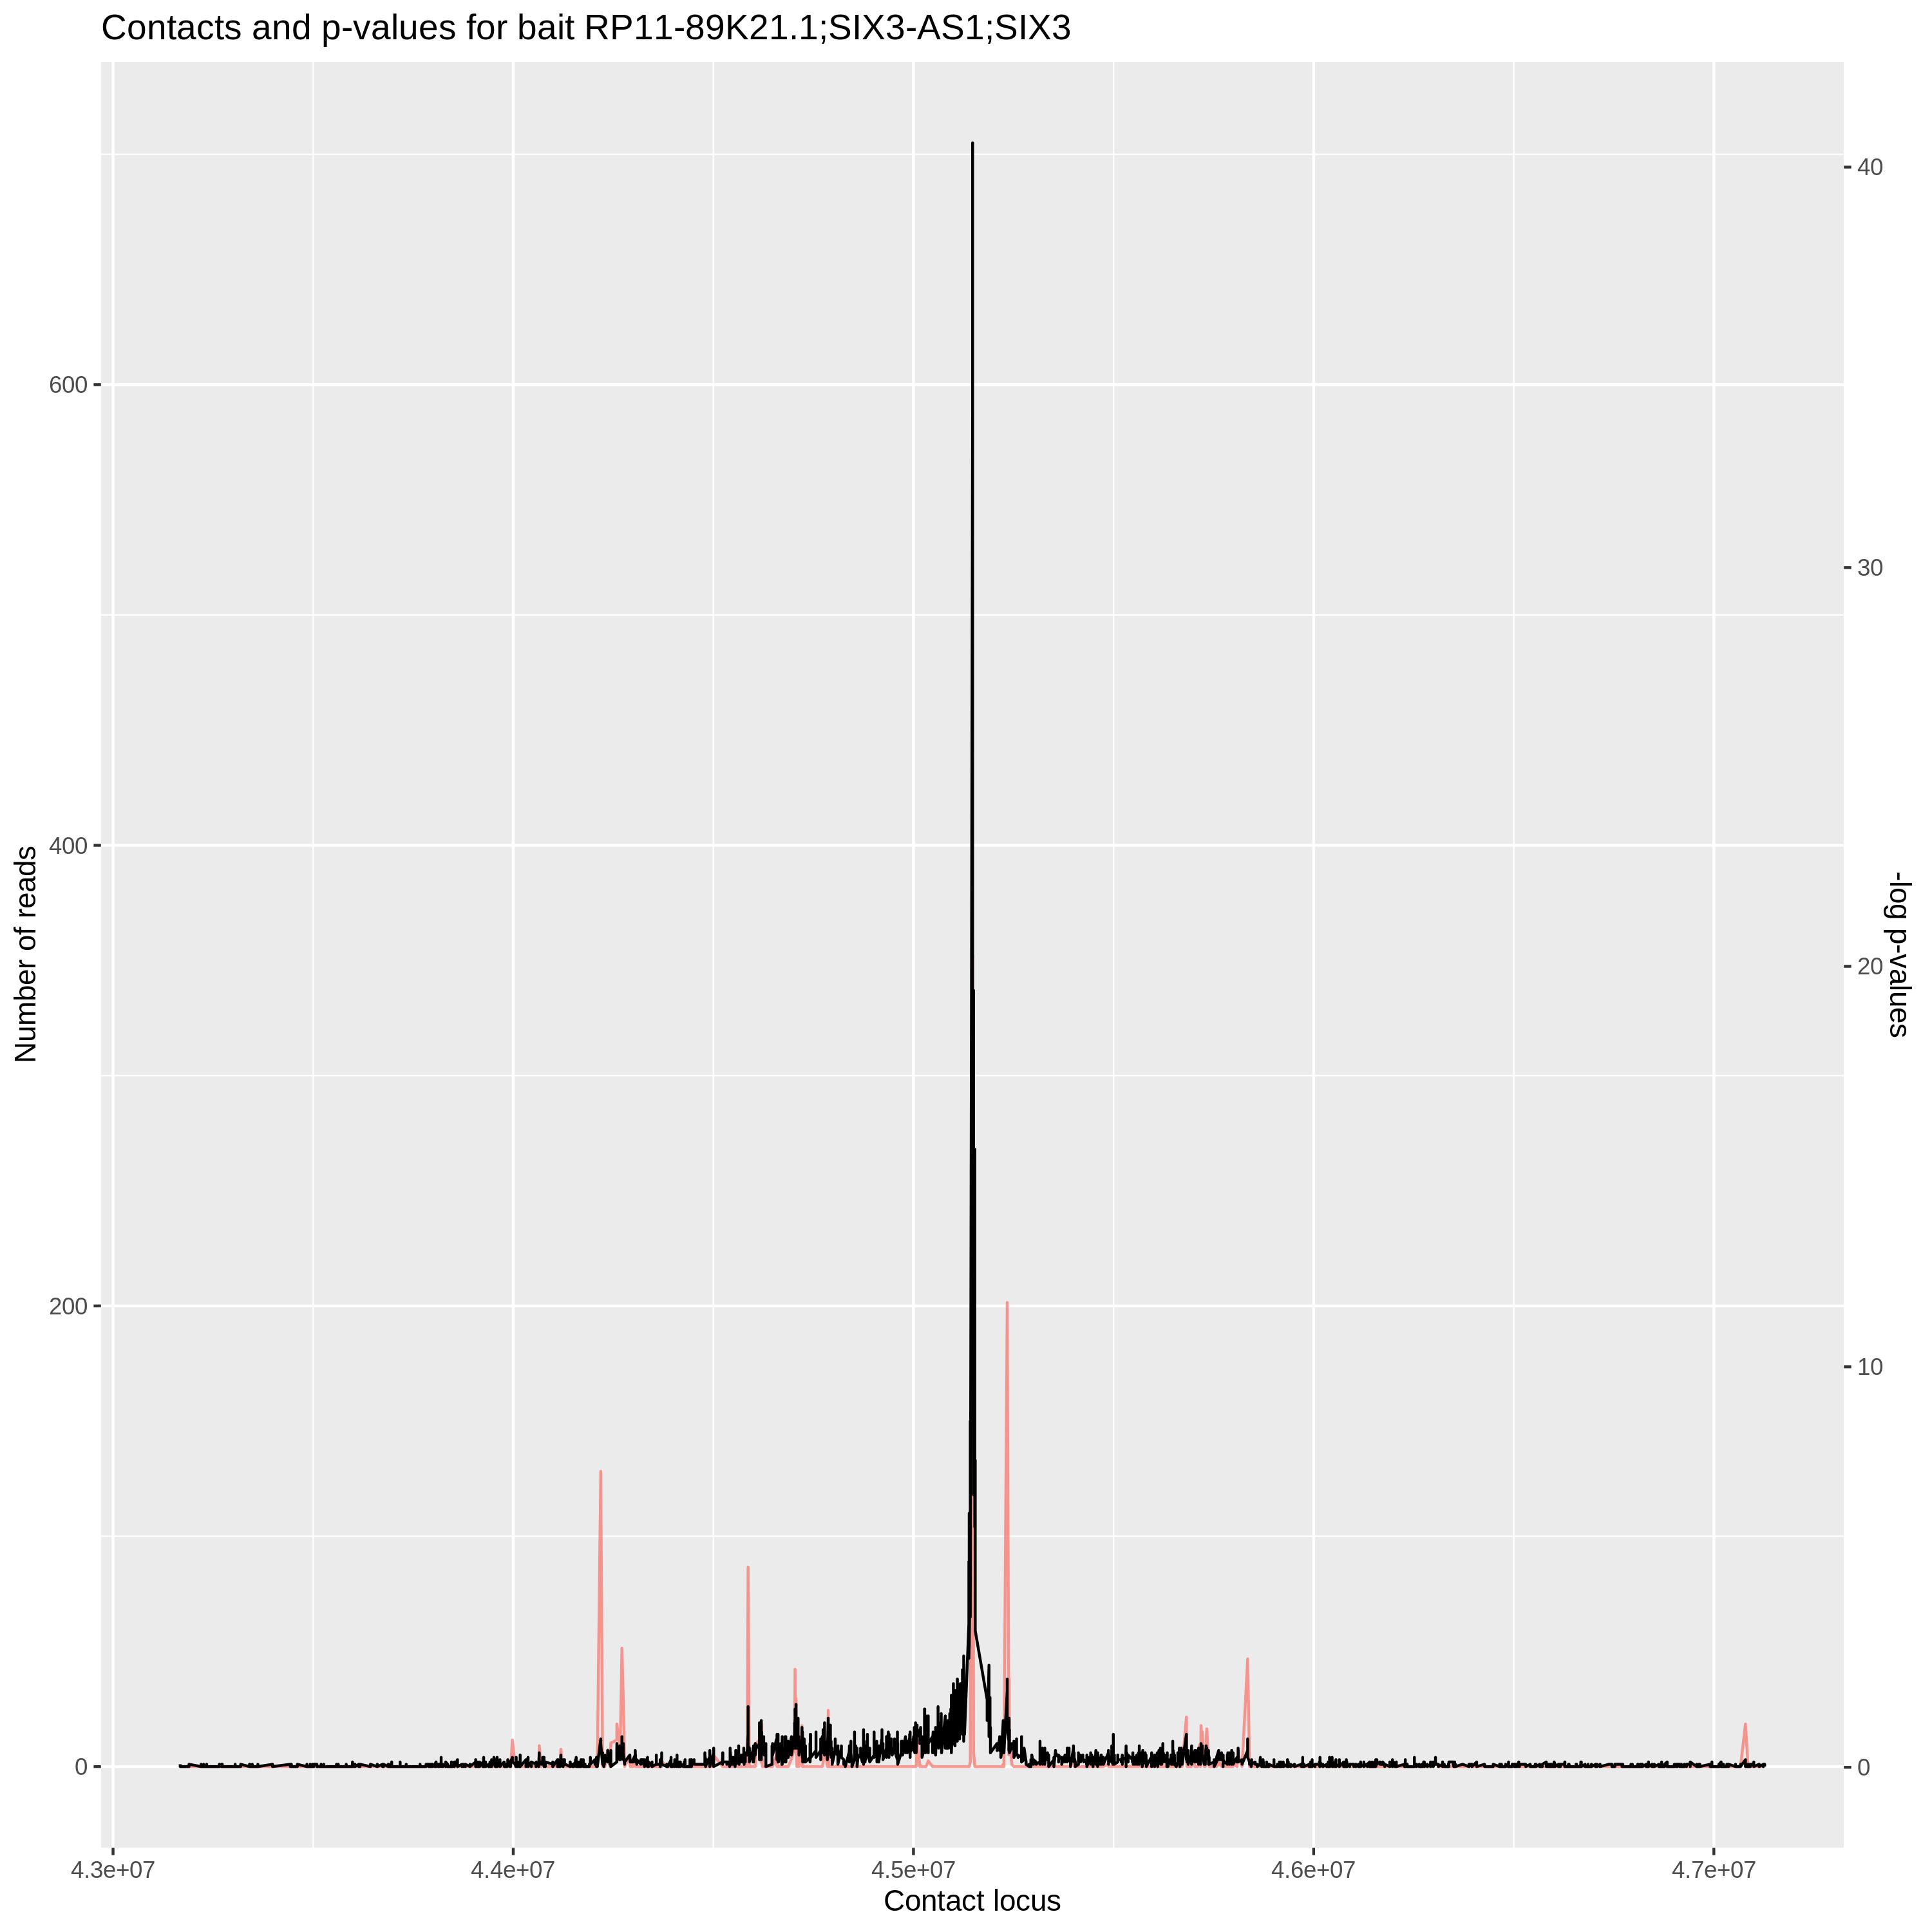 Contacts and p-values for bait RP11-89K21.1;SIX3-AS1;SIX3
Number of reads
600
400
200
0
40
30
20
10
0
-log p-values
4.3e+07
4.4e+07
4.5e+07
4.6e+07
4.7e+07
Contact locus